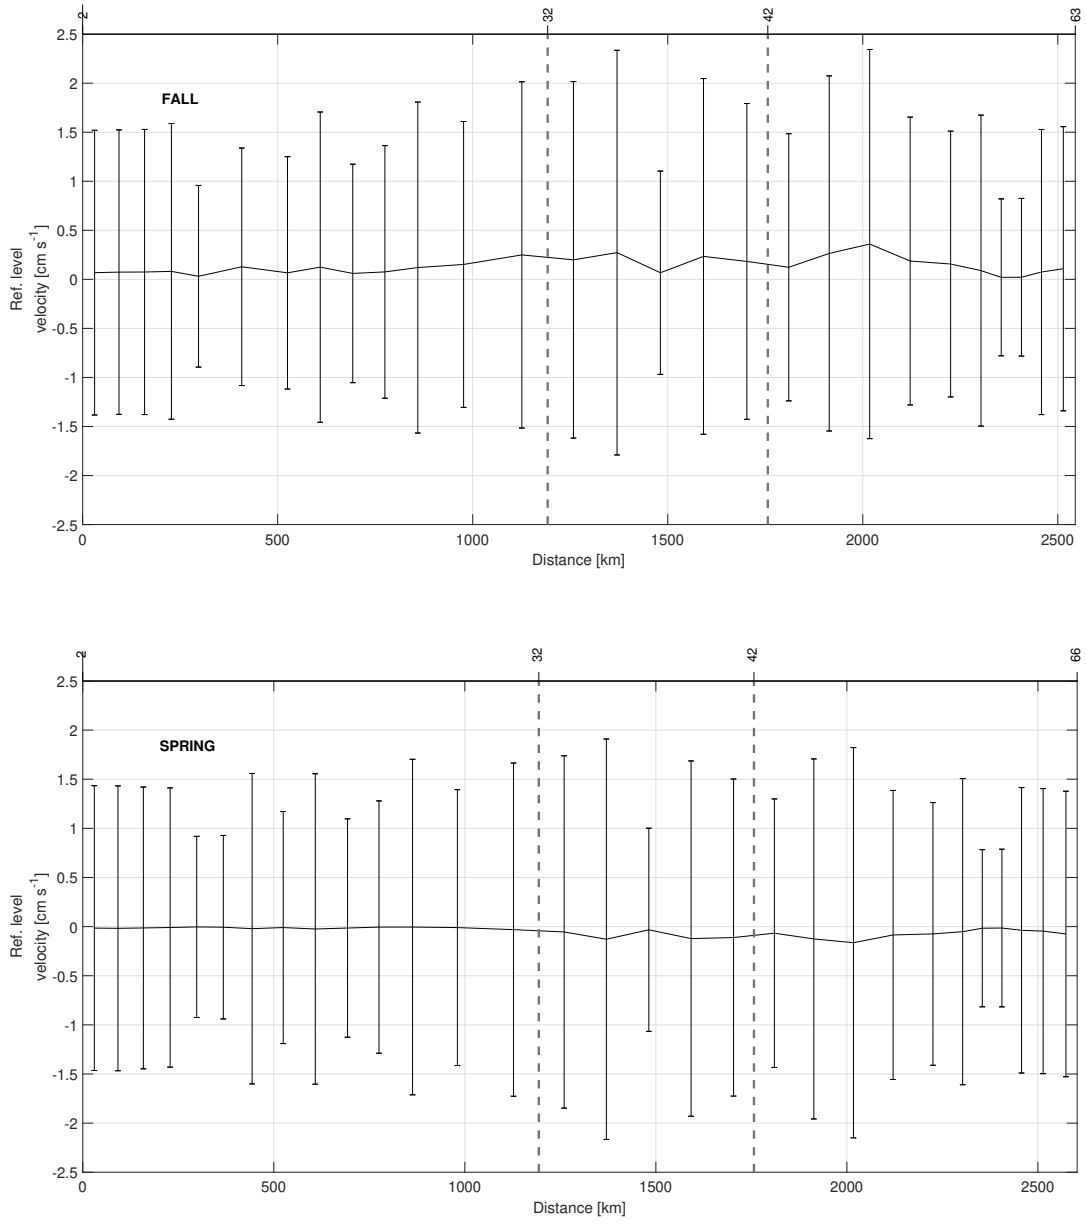 2 32 42 63
2.5
FALL
2
1.5
1
0.5
0
-0.5
-1
-1.5
-2
-2.5
Ref. level
velocity [cm s⁻¹]
0 500 1000 1500 2000 2500
Distance [km]
2 32 42 66
2.5
SPRING
2
1.5
1
0.5
0
-0.5
-1
-1.5
-2
-2.5
Ref. level
velocity [cm s⁻¹]
0 500 1000 1500 2000 2500
Distance [km]